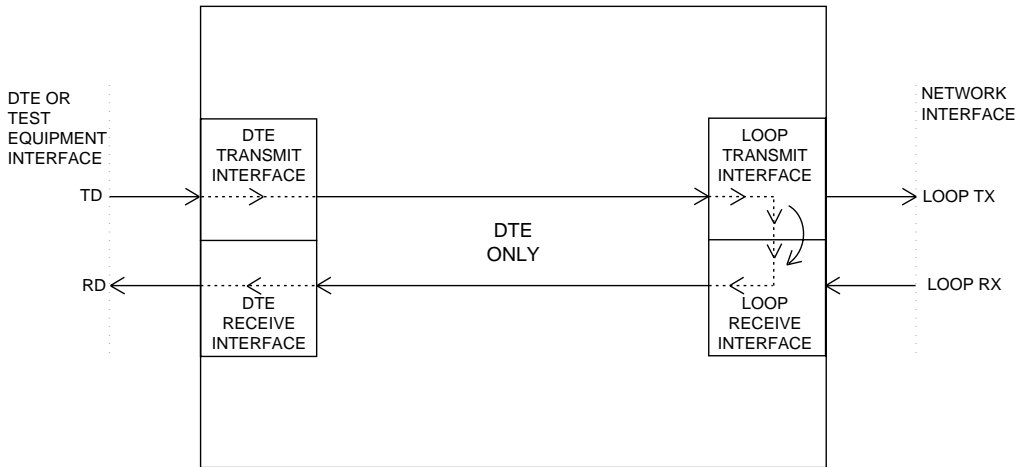 DTE OR
TEST
EQUIPMENT
INTERFACE
NETWORK
INTERFACE
DTE
TRANSMIT
INTERFACE
LOOP
TRANSMIT
INTERFACE
TD
LOOP TX
DTE
ONLY
RD
LOOP RX
DTE
RECEIVE
INTERFACE
LOOP
RECEIVE
INTERFACE